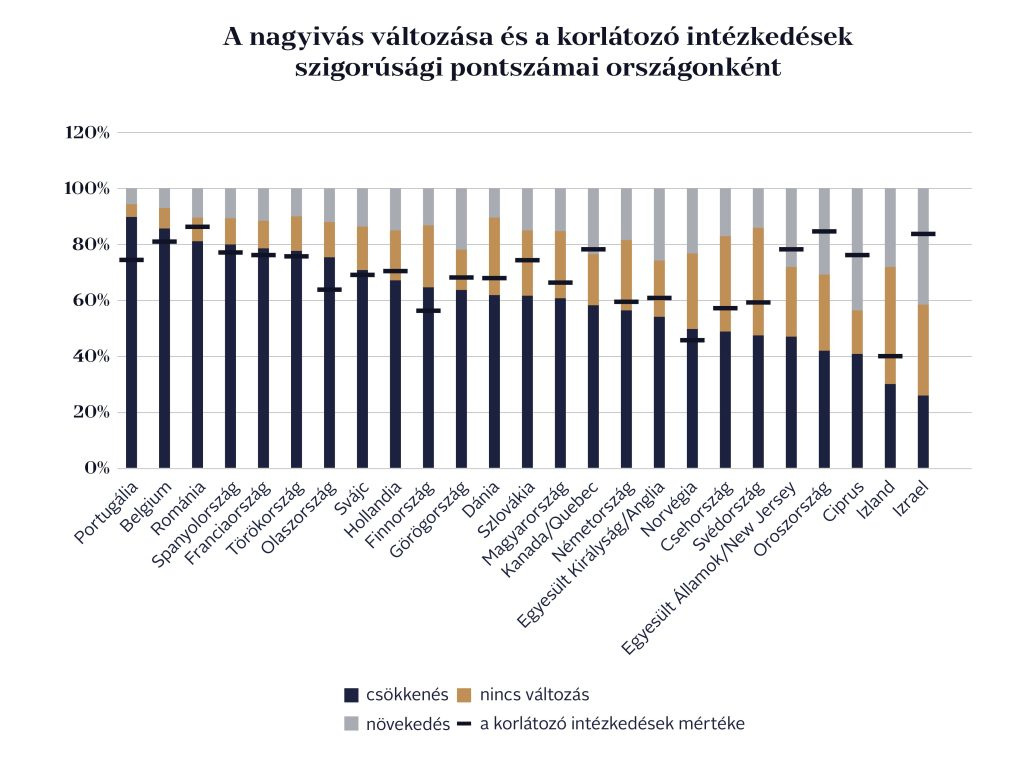 A nagyivás változása és a korlátozó intézkedések
szigorúsági pontszámai országonként
120%
100%
80%
60%
40%
20%
0%
Portugália
Belgium
Románia
Spanyolország
Franciaország
Törökország
Olaszország
Svájc
Hollandia
Finnország
Görögország
Dánia
Szlovákia
Magyarország
Kanada/Quebec
Németország
Egyesült Királyság/Anglia
Norvégia
Csehország
Svédország
Egyesült Államok/New Jersey
Oroszország
Ciprus
Izland
Izrael
csökkenés
nincs változás
növekedés
a korlátozó intézkedések mértéke